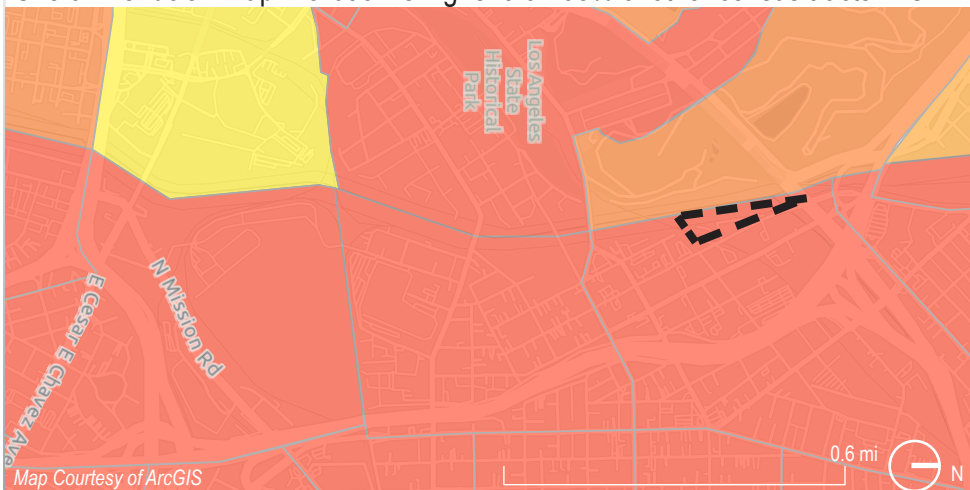 Los Angeles
State
Historical
Park
N Mission Rd
E Cesar E Chavez Ave
0.6 mi
N
Map Courtesy of ArcGIS